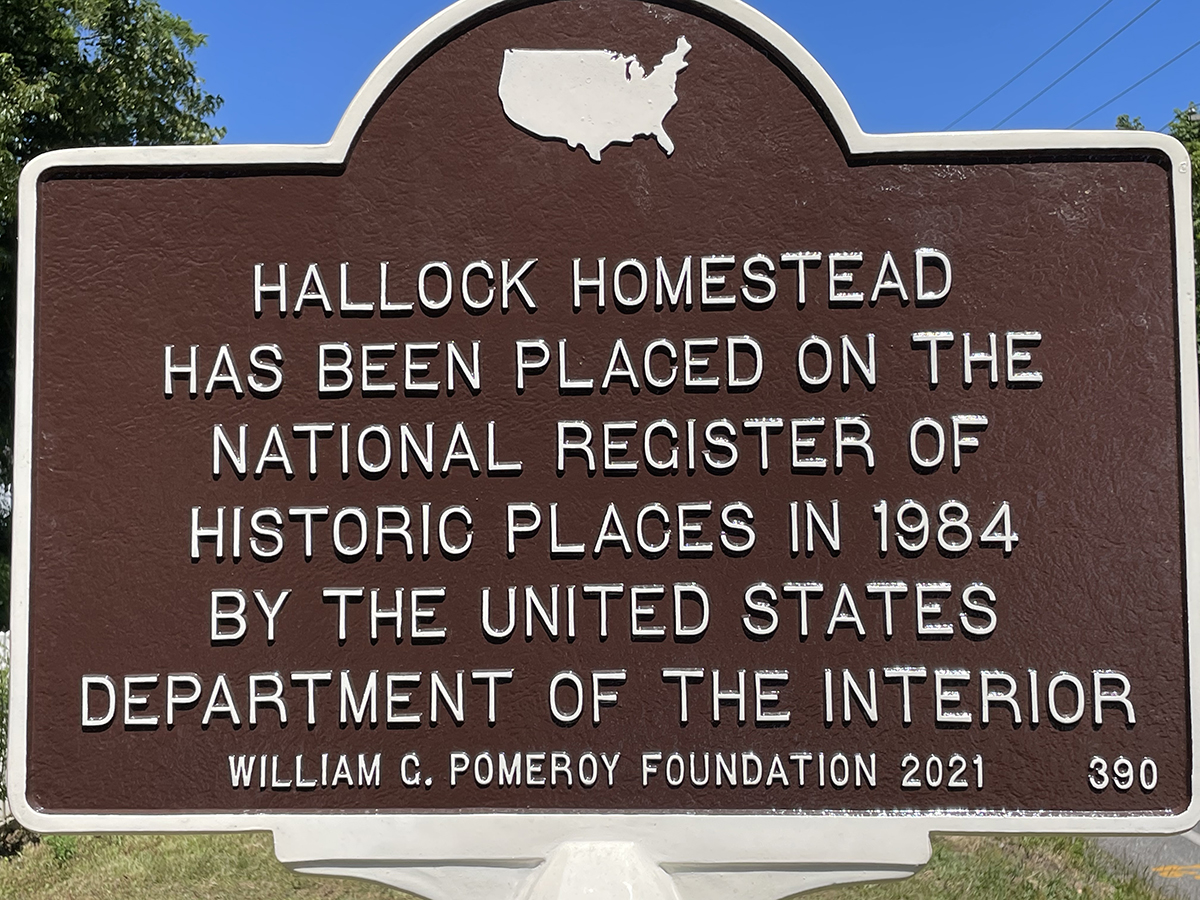 HALLOCK HOMESTEAD
HAS BEEN PLACED ON THE
NATIONAL REGISTER OF
HISTORIC PLACES IN 1984
BY THE UNITED STATES
DEPARTMENT OF THE INTERIOR
WILLIAM G. POMEROY FOUNDATION 2021 390